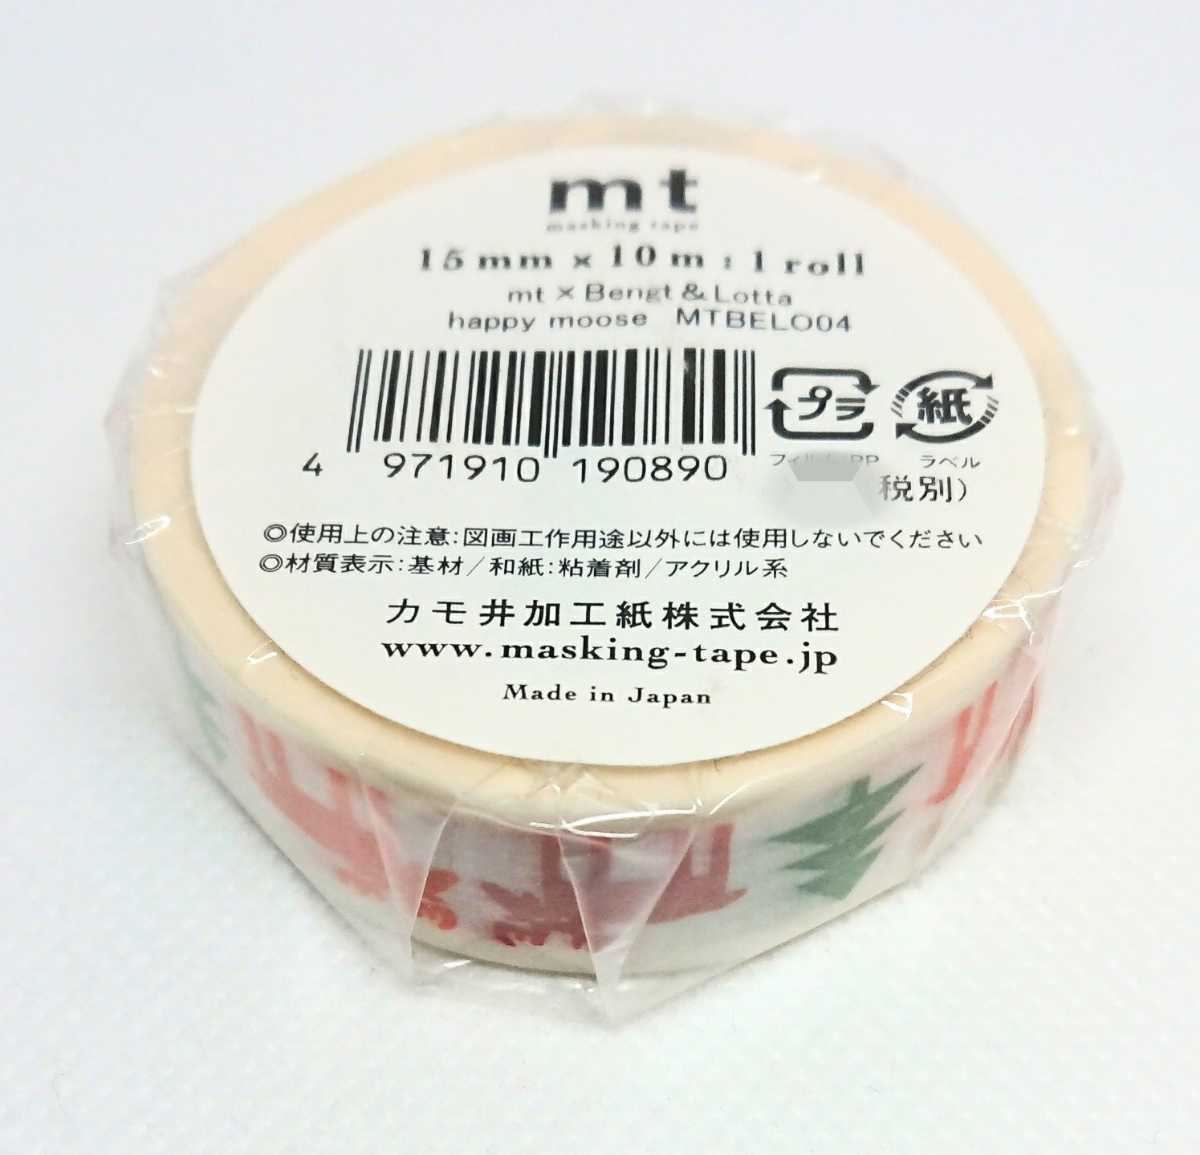 mt
masking tape
15mm × 10m : 1 roll
mt × Bengt & Lotta
happy moose MTBELO04
プラ 紙
4 971910 190890
PP ラベル
税別)
◎使用上の注意:図画工作用途以外には使用しないでください
◎材質表示:基材/和紙:粘着剤/アクリル系
カモ井加工紙株式会社
www.masking-tape.jp
Made in Japan